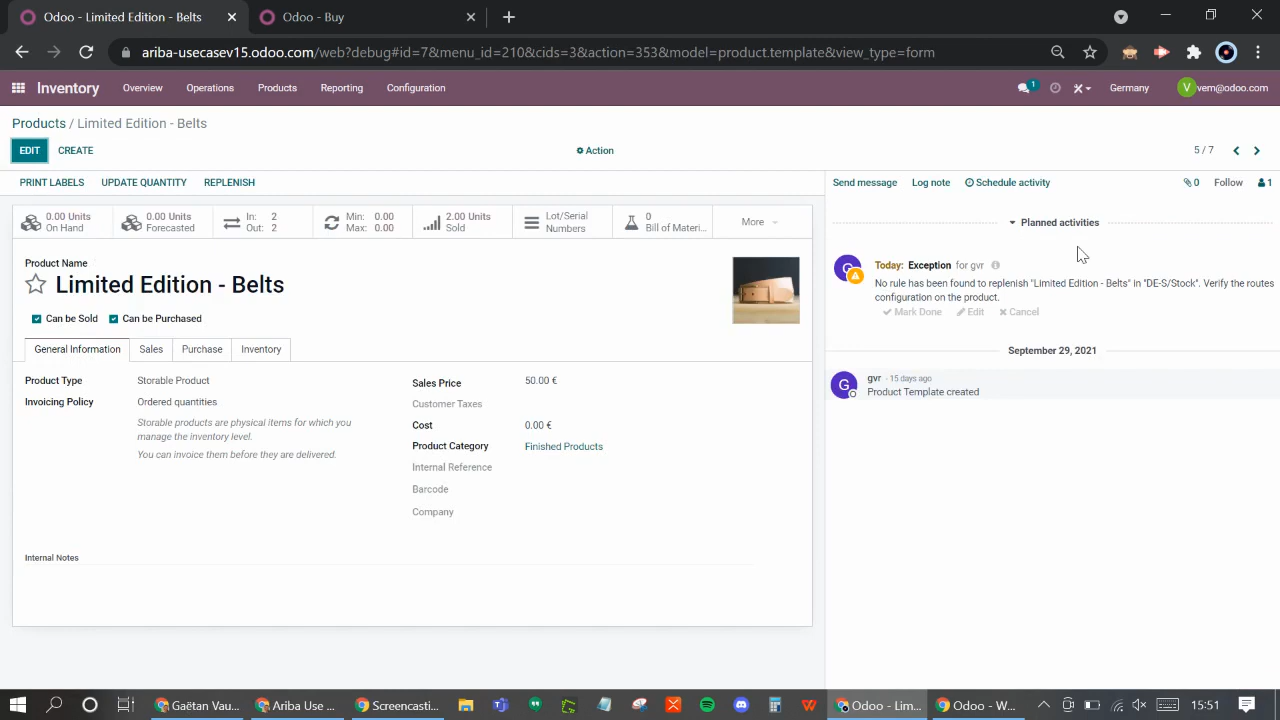 Odoo - Limited Edition - Belts
Odoo - Buy
ariba-usecasev15.odoo.com/web?debug#id=7&menu_id=210&cids=3&action=353&model=product.template&view_type=form
Inventory Overview Operations Products Reporting Configuration 1 Germany V vem@odoo.com
Products / Limited Edition - Belts
EDIT CREATE Action 5 / 7
PRINT LABELS UPDATE QUANTITY REPLENISH
Send message Log note Schedule activity 0 Follow 1
0.00 Units
On Hand
0.00 Units
Forecasted
In: 2
Out: 2
Min: 0.00
Max: 0.00
2.00 Units
Sold
Lot/Serial
Numbers
0
Bill of Materi...
More
Product Name
Limited Edition - Belts
Can be Sold Can be Purchased
General Information Sales Purchase Inventory
Product Type Storable Product
Invoicing Policy Ordered quantities
Storable products are physical items for which you
manage the inventory level.
You can invoice them before they are delivered.
Sales Price 50.00 €
Customer Taxes
Cost 0.00 €
Product Category Finished Products
Internal Reference
Barcode
Company
Internal Notes
Planned activities
G Today: Exception for gvr
No rule has been found to replenish "Limited Edition - Belts" in "DE-S/Stock". Verify the routes
configuration on the product.
Mark Done Edit Cancel
September 29, 2021
G gvr - 15 days ago
Product Template created
Gaëtan Vau...
Ariba Use ...
Screencasti...
Odoo - Lim...
Odoo - W...
15:51